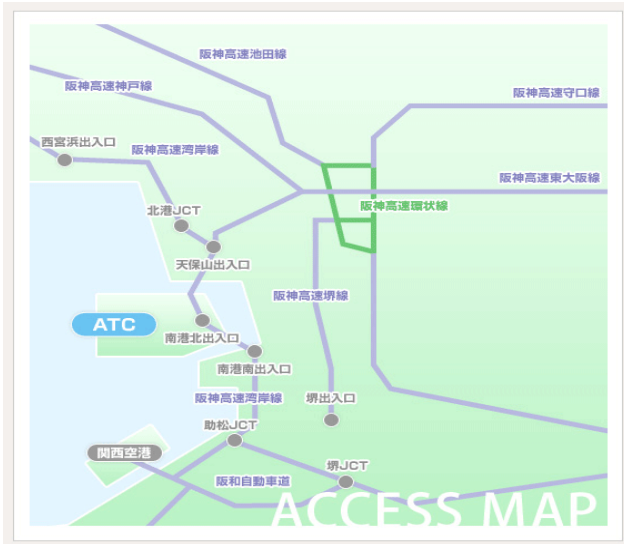 阪神高速池田線
阪神高速神戸線
阪神高速守口線
西宮浜出入口
阪神高速湾岸線
阪神高速東大阪線
阪神高速環状線
北港JCT
天保山出入口
阪神高速堺線
ATC
南港北出入口
南港南出入口
阪神高速湾岸線
堺出入口
助松JCT
関西空港
堺JCT
阪和自動車道
ACCESS MAP